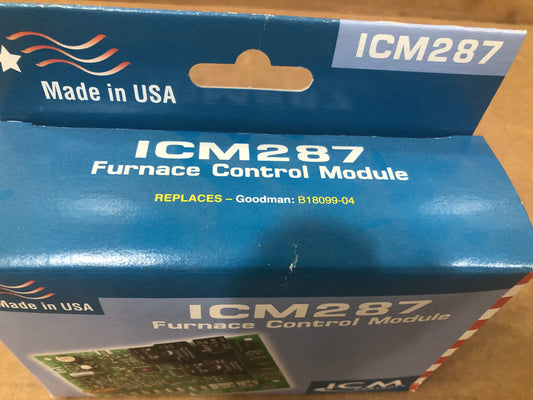 ICM287
Made in USA
ICM287
Furnace Control Module
REPLACES – Goodman: B18099-04
Made in USA
ICM287
Furnace Control Module
ICM